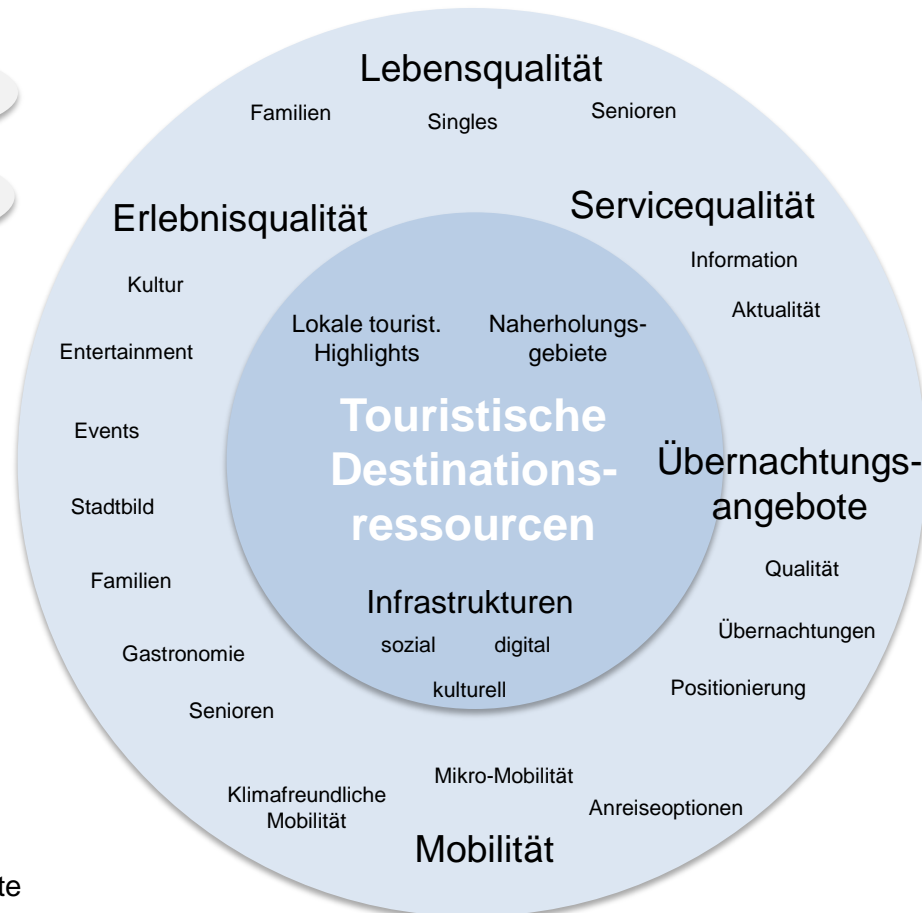 Lebensqualität
Familien
Singles
Senioren
Erlebnisqualität
Kultur
Entertainment
Events
Stadtbild
Familien
Gastronomie
Senioren
Servicequalität
Information
Aktualität
Lokale tourist.
Highlights
Naherholungs-
gebiete
Touristische
Destinations-
ressourcen
Infrastrukturen
sozial
digital
kulturell
Übernachtungs-
angebote
Qualität
Übernachtungen
Positionierung
Klimafreundliche
Mobilität
Mikro-Mobilität
Anreiseoptionen
Mobilität